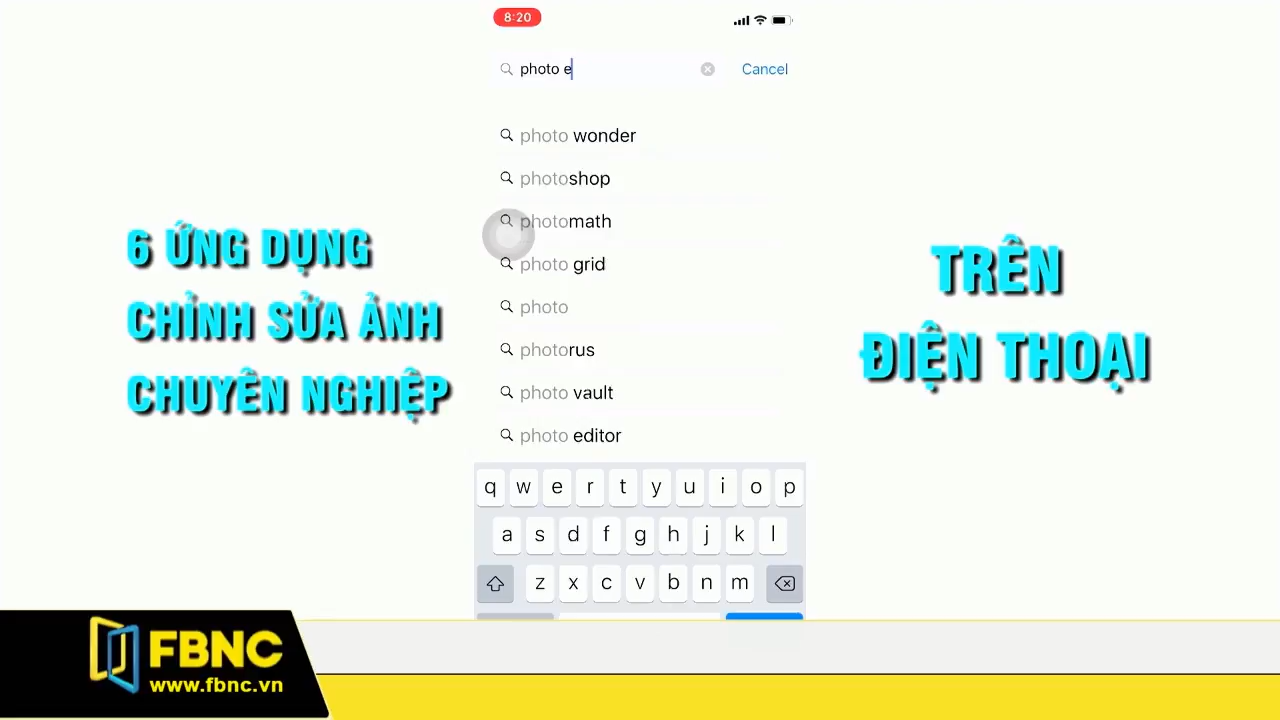 8:20
photo e
Cancel
photo wonder
photoshop
photomath
photo grid
photo
photorus
photo vault
photo editor
6 ỨNG DỤNG
CHỈNH SỬA ẢNH
CHUYÊN NGHIỆP
TRÊN
ĐIỆN THOẠI
q w e r t y u i o p
a s d f g h j k l
z x c v b n m
FBNC
www.fbnc.vn